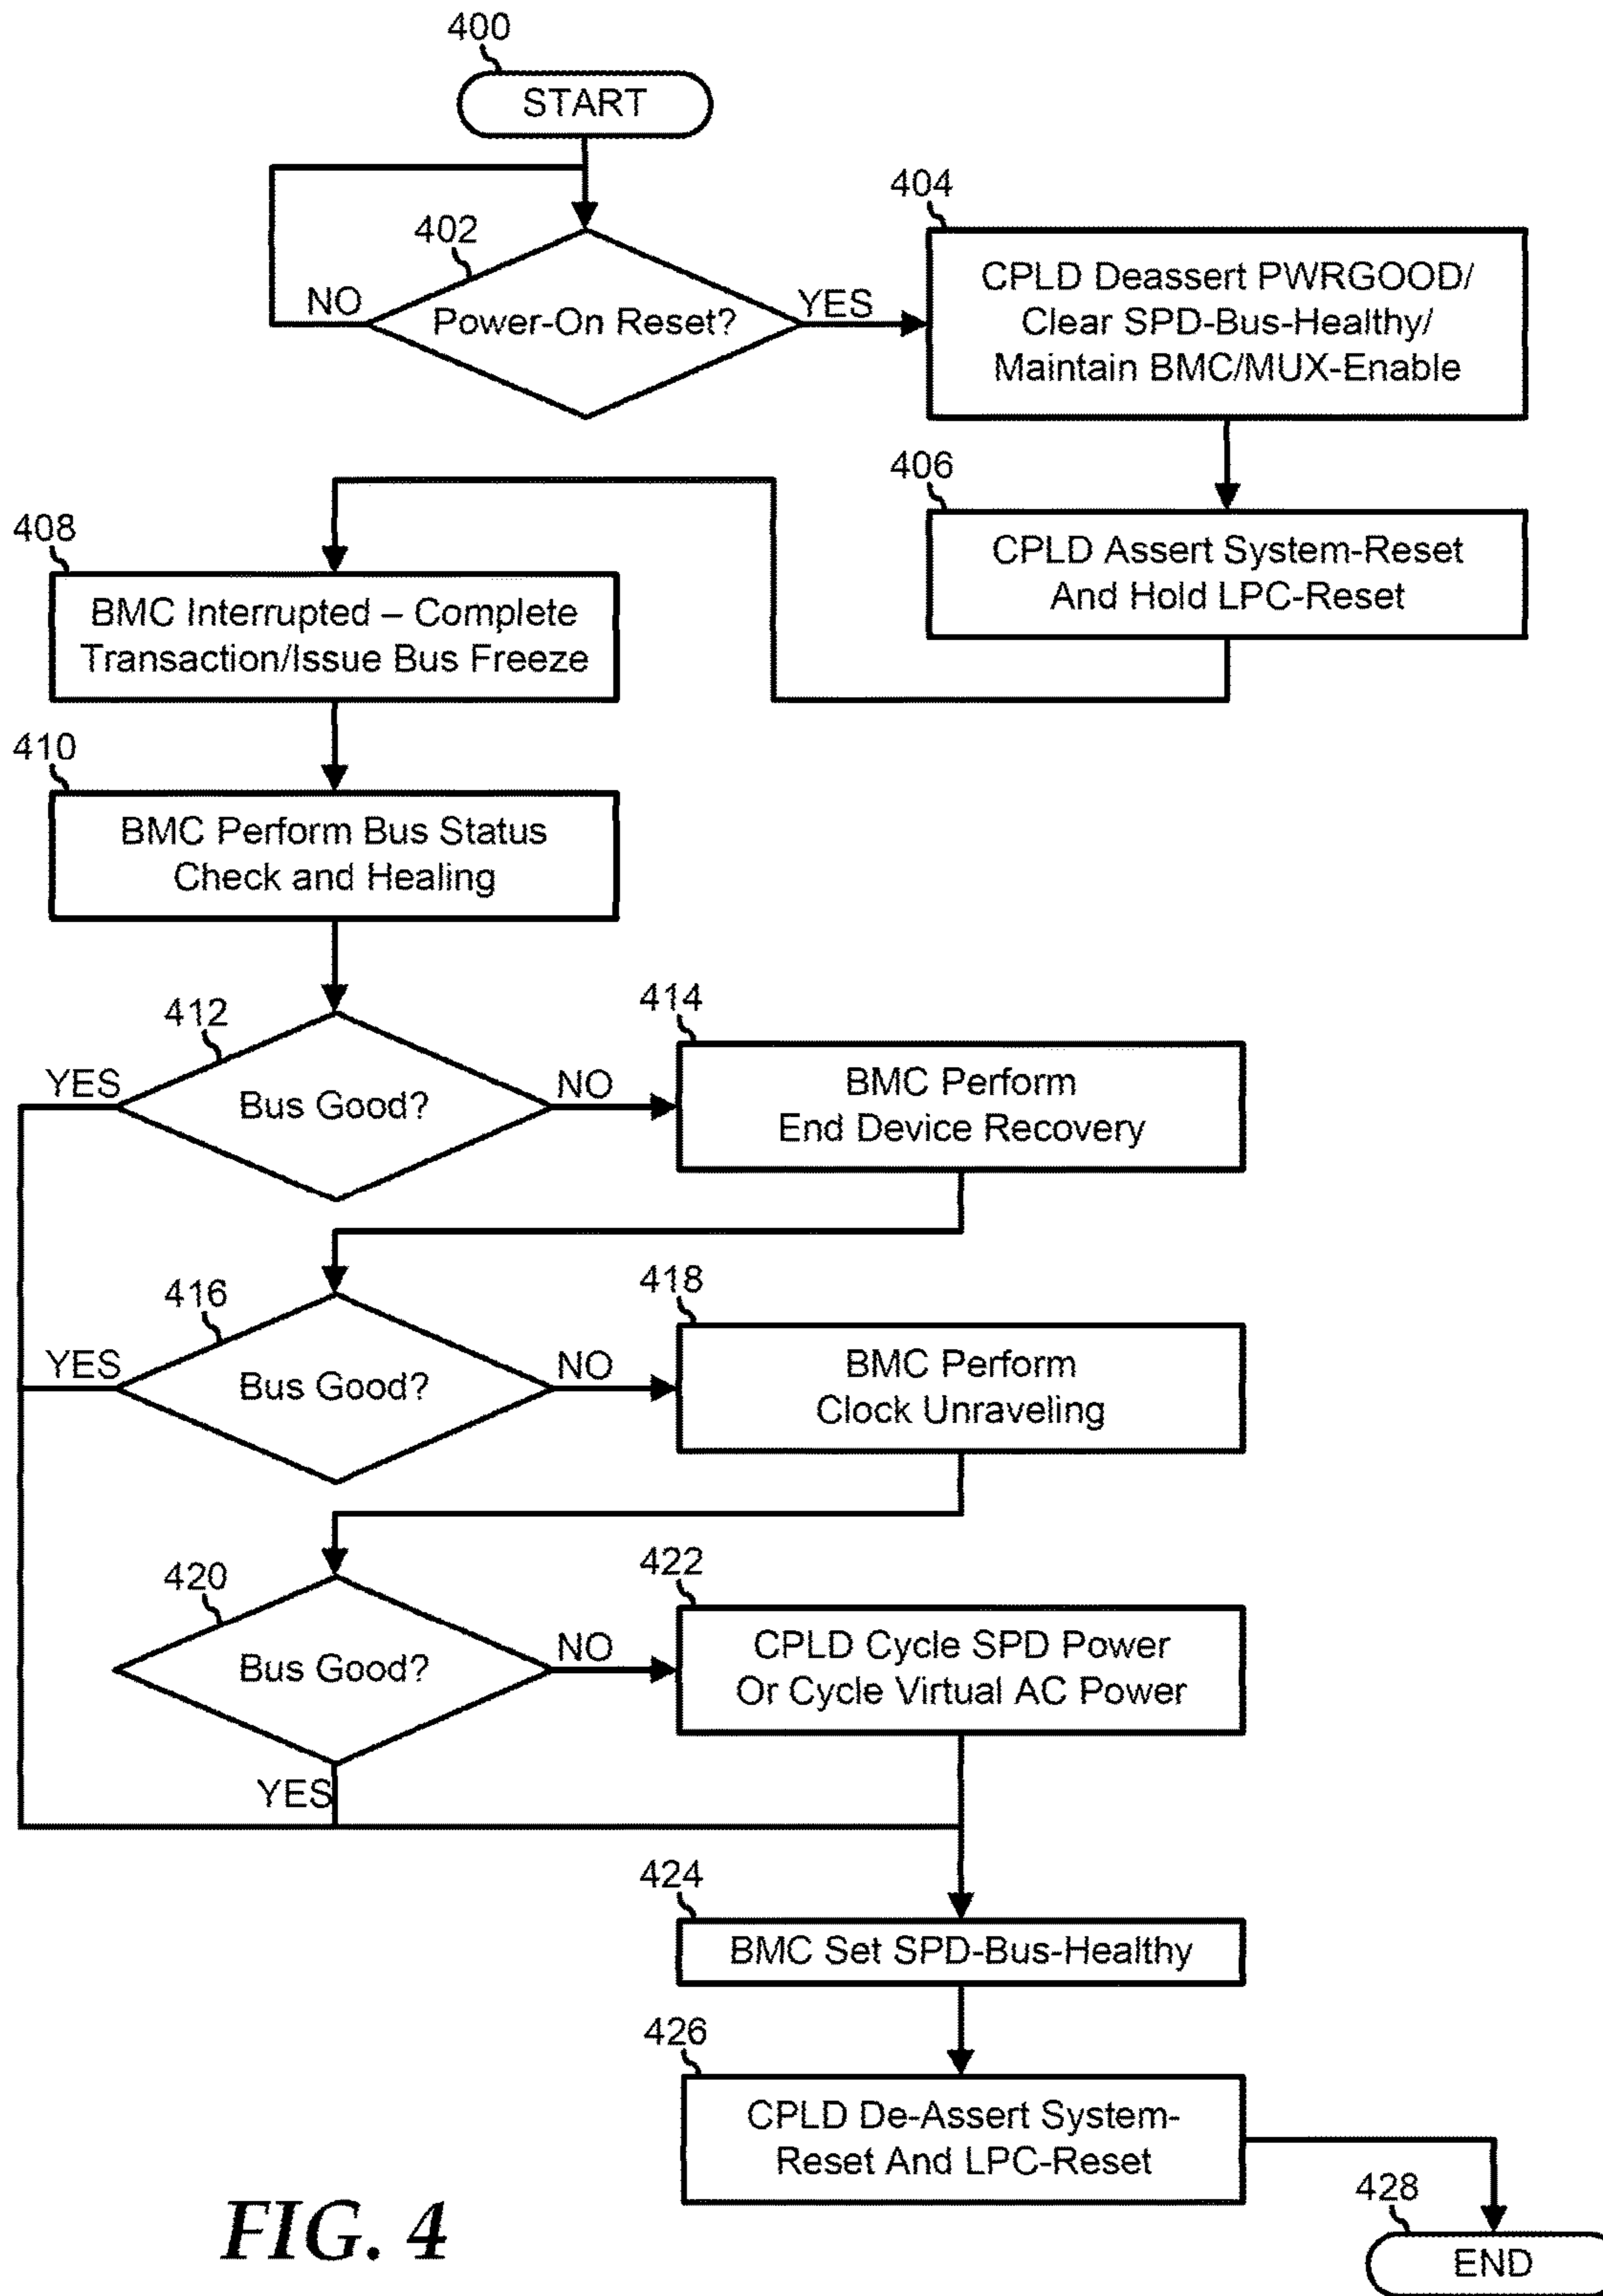 400
START
402
NO
Power-On Reset?
YES
404
CPLD Deassert PWRGOOD/
Clear SPD-Bus-Healthy/
Maintain BMC/MUX-Enable
406
CPLD Assert System-Reset
And Hold LPC-Reset
408
BMC Interrupted – Complete
Transaction/Issue Bus Freeze
410
BMC Perform Bus Status
Check and Healing
412
YES
Bus Good?
NO
414
BMC Perform
End Device Recovery
416
YES
Bus Good?
NO
418
BMC Perform
Clock Unraveling
420
Bus Good?
NO
YES
422
CPLD Cycle SPD Power
Or Cycle Virtual AC Power
424
BMC Set SPD-Bus-Healthy
426
CPLD De-Assert System-
Reset And LPC-Reset
428
END
FIG. 4